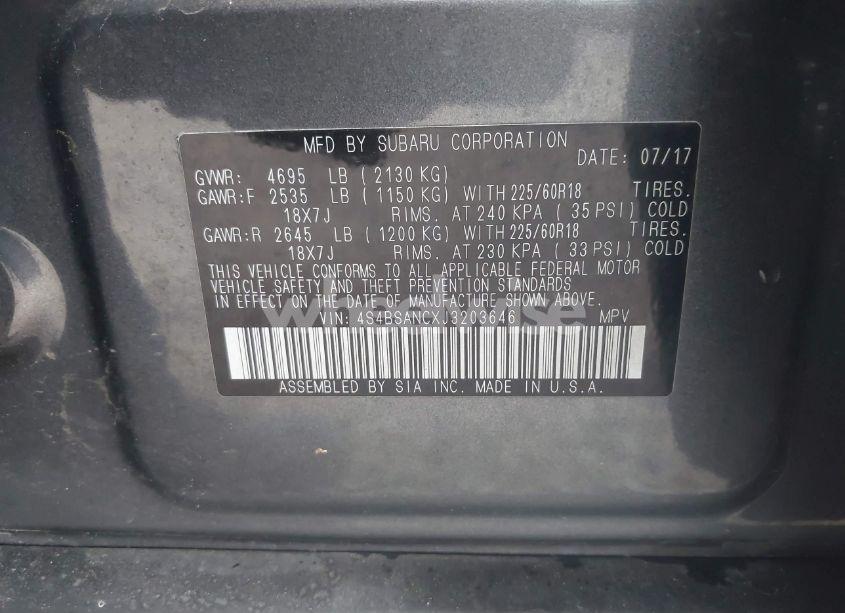 MFD BY SUBARU CORPORATION
DATE: 07/17
GVWR: 4695 LB ( 2130 KG)
GAWR:F 2535 LB ( 1150 KG) WITH 225/60R18 TIRES.
18X7J RIMS. AT 240 KPA ( 35 PSI) COLD
GAWR:R 2645 LB ( 1200 KG) WITH 225/60R18 TIRES.
18X7J RIMS. AT 230 KPA ( 33 PSI) COLD
THIS VEHICLE CONFORMS TO ALL APPLICABLE FEDERAL MOTOR
VEHICLE SAFETY AND THEFT PREVENTION STANDARDS
IN EFFECT ON THE DATE OF MANUFACTURE SHOWN ABOVE.
VIN: 4S4BSANCXJ3203646 MPV
ASSEMBLED BY SIA INC. MADE IN U.S.A.